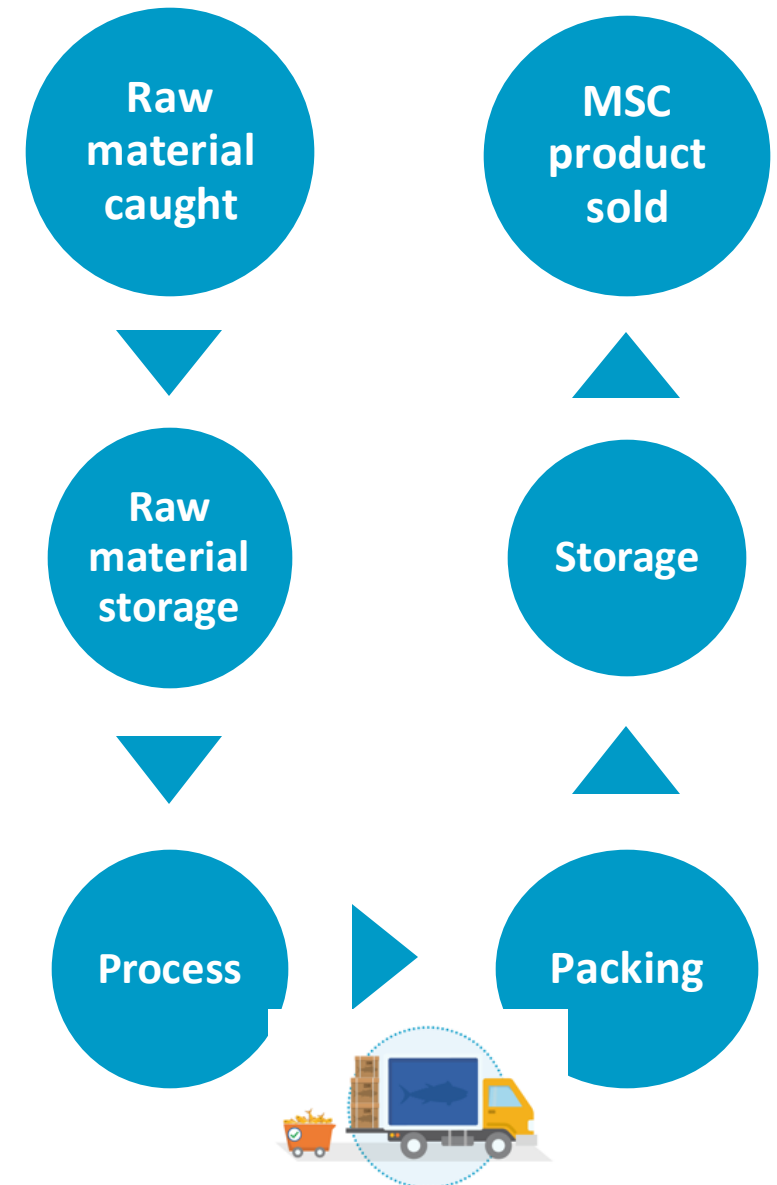 Raw
material
caught
Raw
material
storage
Process
Packing
Storage
MSC
product
sold